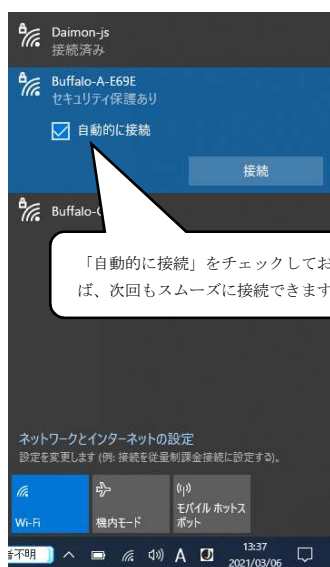 Daimon-js
接続済み
Buffalo-A-E69E
セキュリティ保護あり
自動的に接続
接続
Buffalo-
「自動的に接続」をチェックしてお
ば、次回もスムーズに接続できます
ネットワークとインターネットの設定
設定を変更します (例: 接続を従量制課金接続に設定する)。
Wi-Fi
機内モード
モバイル ホットス
ポット
者不明
A
J
13:37
2021/03/06